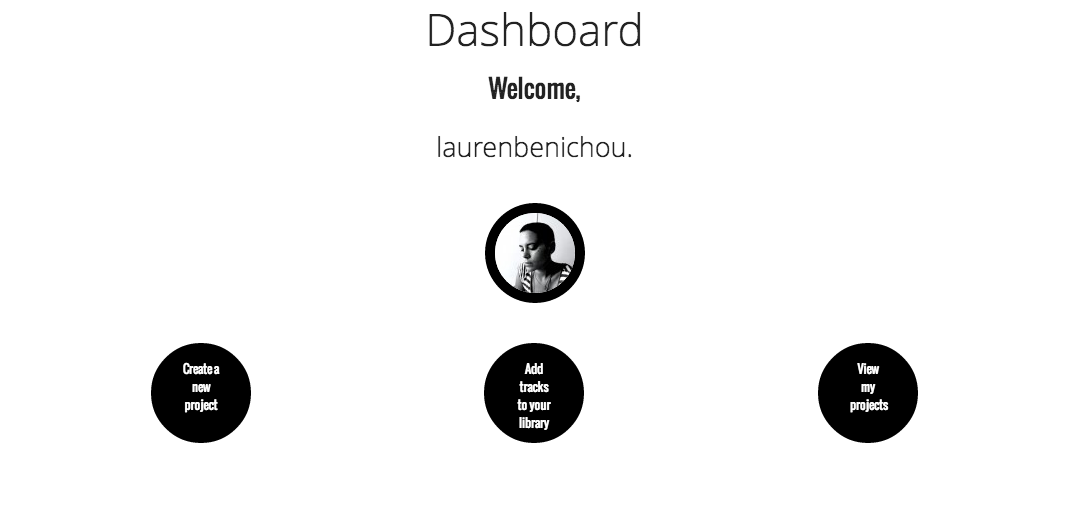 Dashboard
Welcome,
laurenbenichou.
Create a
new
project
Add
tracks
to your
library
View
my
projects